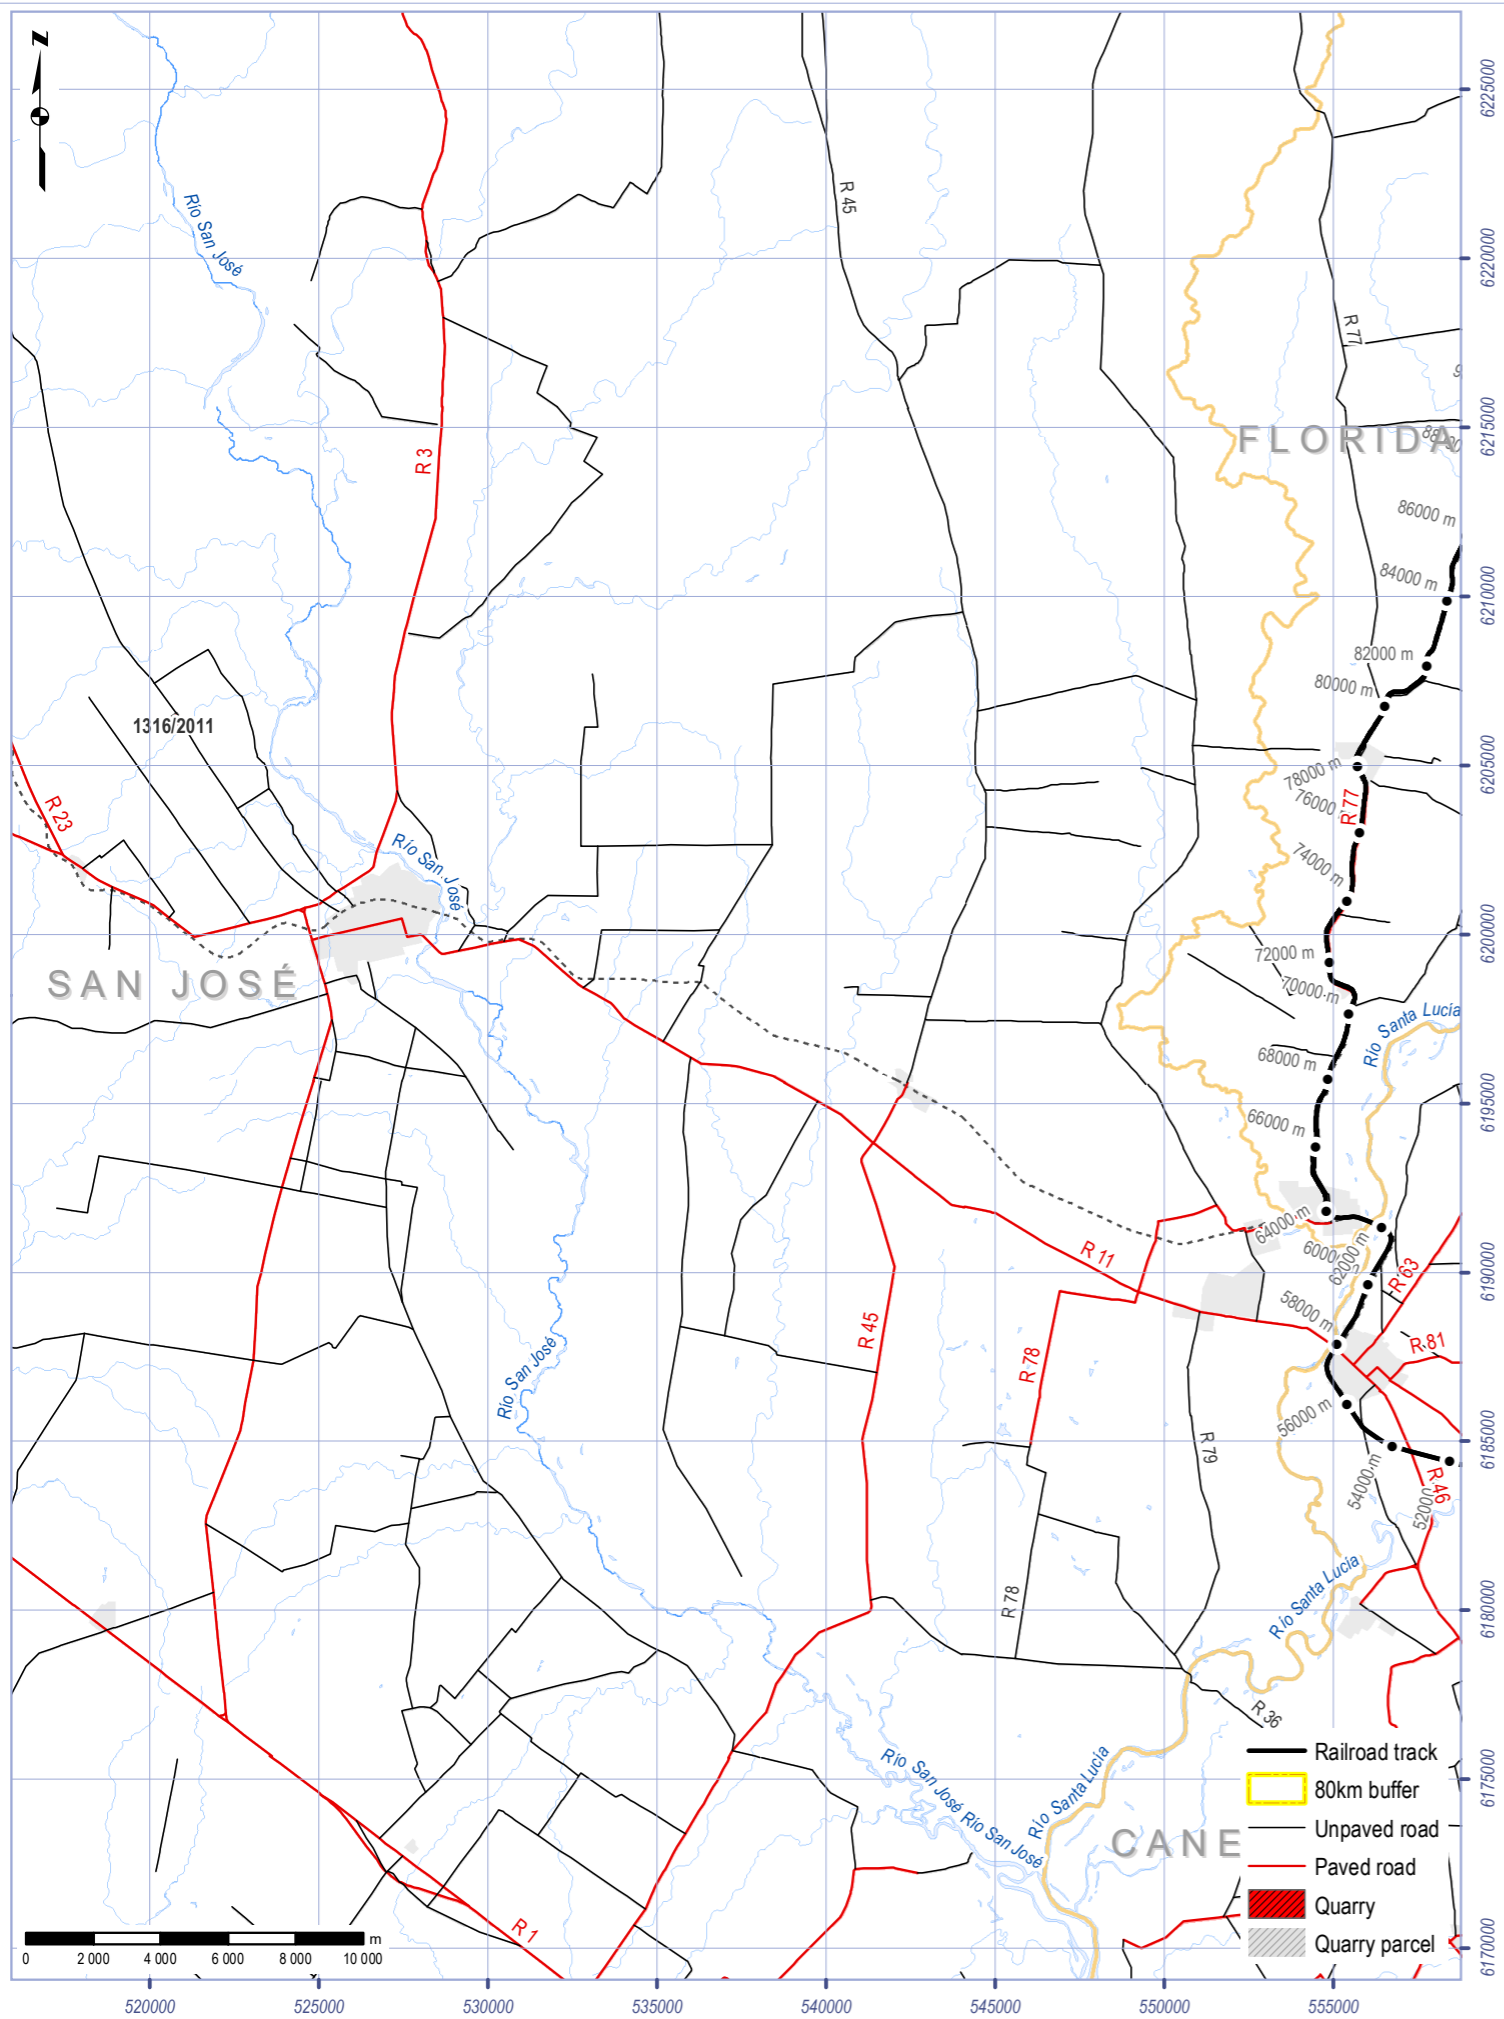 z
6225000
Río San José
R 45
6220000
R 77
FLORIDA
6215000
R 3
86000 m
84000 m
6210000
82000 m
80000 m
1316/2011
78000 m
6205000
76000
R 77
R 23
Río San José
74000 m
6200000
72000 m
SAN JOSÉ
70000 m
Río Santa Lucía
68000 m
6195000
66000 m
64000 m
R 11
62000 m
R 63
6190000
58000 m
R 45
R 78
R 81
Río San José
56000 m
R 79
6185000
54000 m
R 46
52000
R 78
Río Santa Lucía
6180000
R 36
Río San José
Río San José
Río Santa Lucía
6175000
CANE
Railroad track
80km buffer
Unpaved road
Paved road
Quarry
Quarry parcel
R 1
6170000
0 2 000 4 000 6 000 8 000 10 000 m
520000 525000 530000 535000 540000 545000 550000 555000